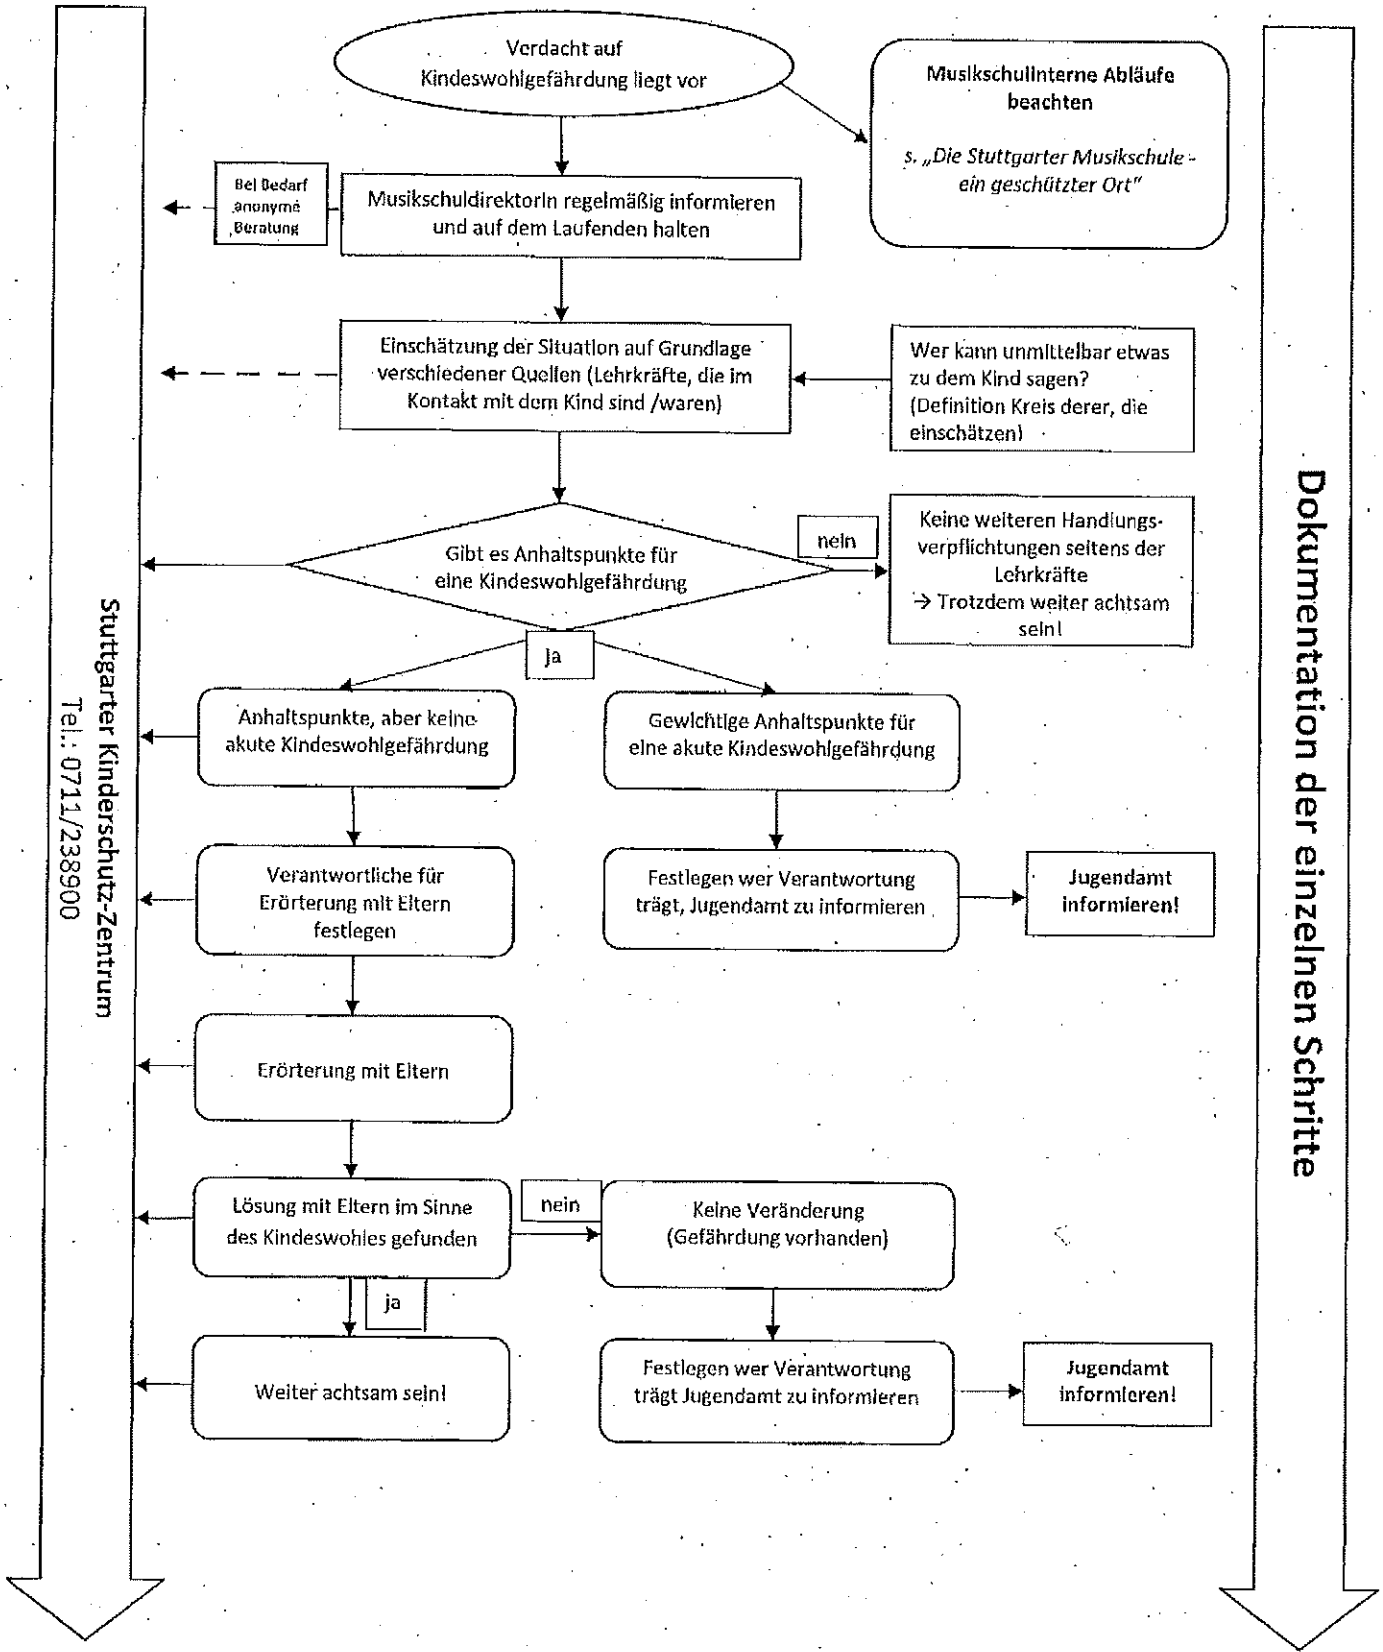 Verdacht auf
Kindeswohlgefährdung liegt vor
Musikschulinterne Abläufe
beachten
s. „Die Stuttgarter Musikschule -
ein geschützter Ort“
Bei Bedarf
anonyme
Beratung
MusikschuldirektorIn regelmäßig informieren
und auf dem Laufenden halten
Einschätzung der Situation auf Grundlage
verschiedener Quellen (Lehrkräfte, die im
Kontakt mit dem Kind sind /waren)
Wer kann unmittelbar etwas
zu dem Kind sagen?
(Definition Kreis derer, die
einschätzen)
Gibt es Anhaltspunkte für
eine Kindeswohlgefährdung
nein
Keine weiteren Handlungs-
verpflichtungen seitens der
Lehrkräfte
→ Trotzdem weiter achtsam
sein!
Ja
Anhaltspunkte, aber keine
akute Kindeswohlgefährdung
Gewichtige Anhaltspunkte für
eine akute Kindeswohlgefährdung
Verantwortliche für
Erörterung mit Eltern
festlegen
Festlegen wer Verantwortung
trägt, Jugendamt zu informieren
Jugendamt
informieren!
Erörterung mit Eltern
Lösung mit Eltern im Sinne
des Kindeswohles gefunden
nein
Keine Veränderung
(Gefährdung vorhanden)
ja
Weiter achtsam sein!
Festlegen wer Verantwortung
trägt Jugendamt zu informieren
Jugendamt
informieren!
Stuttgarter Kinderschutz-Zentrum
Tel.: 0711/238900
Dokumentation der einzelnen Schritte